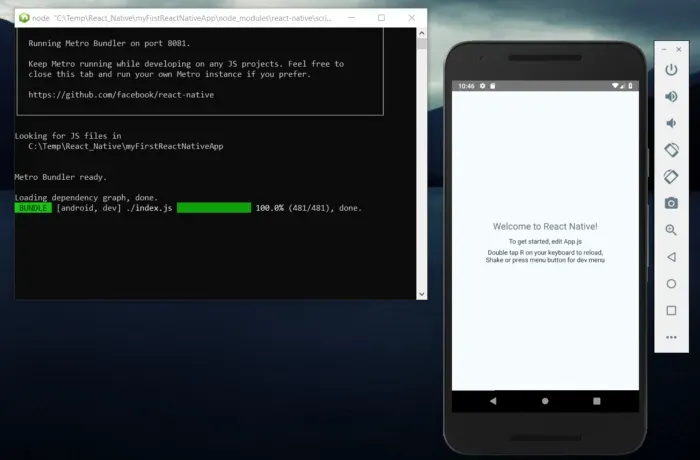 node "C:\Temp\React_Native\myFirstReactNativeApp\node_modules\react-native\scri...
Running Metro Bundler on port 8081.
Keep Metro running while developing on any JS projects. Feel free to
close this tab and run your own Metro instance if you prefer.
https://github.com/facebook/react-native
Looking for JS files in
C:\Temp\React_Native\myFirstReactNativeApp
Metro Bundler ready.
Loading dependency graph, done.
BUNDLE [android, dev] ./index.js 100.0% (481/481), done.
10:46
Welcome to React Native!
To get started, edit App.js
Double tap R on your keyboard to reload,
Shake or press menu button for dev menu